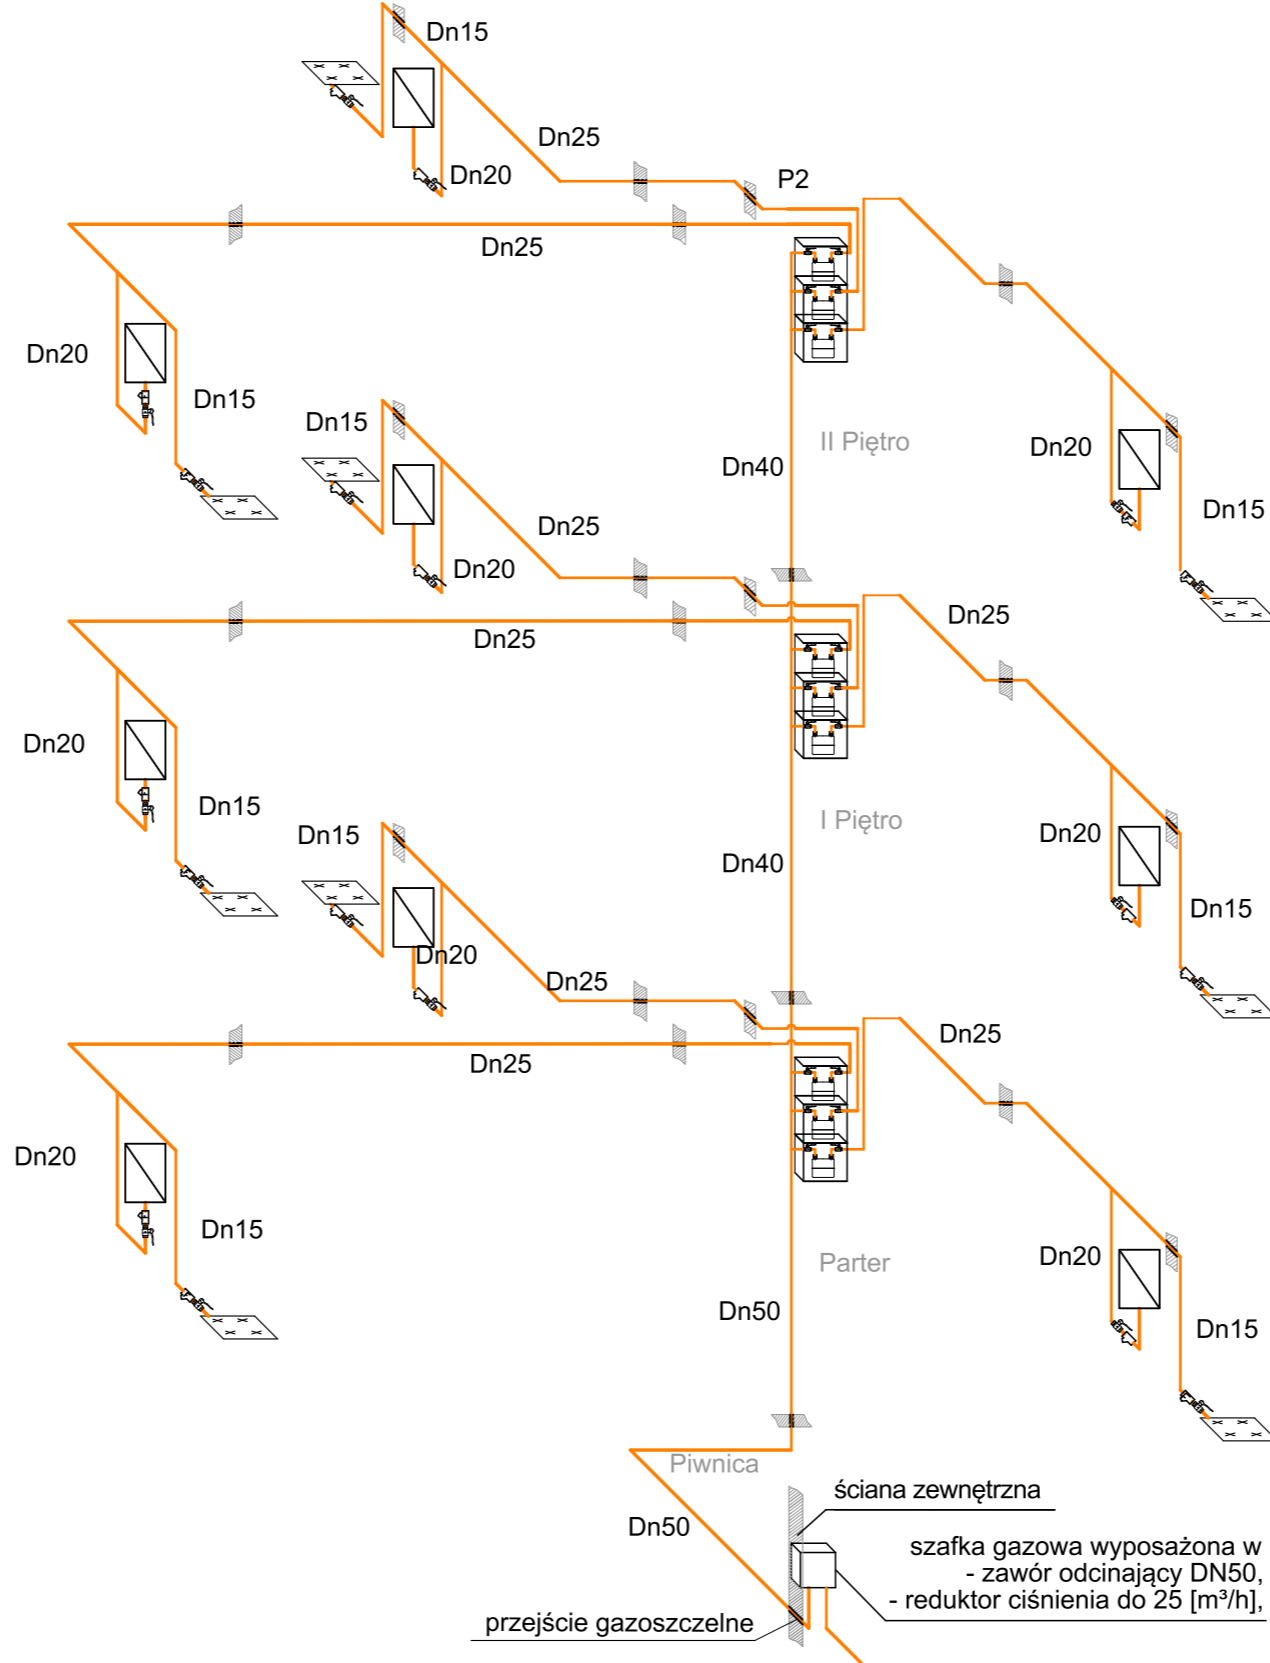 Dn15
Dn25
Dn20
P2
Dn25
Dn20
Dn15
Dn15
II Piętro
Dn40
Dn20
Dn15
Dn25
Dn20
Dn25
Dn25
Dn20
Dn15
Dn15
I Piętro
Dn40
Dn20
Dn15
Dn20
Dn25
Dn25
Dn25
Dn20
Dn15
Parter
Dn50
Dn20
Dn15
Piwnica
Dn50
ściana zewnętrzna
szafka gazowa wyposażona w
- zawór odcinający DN50,
- reduktor ciśnienia do 25 [m³/h],
przejście gazoszczelne